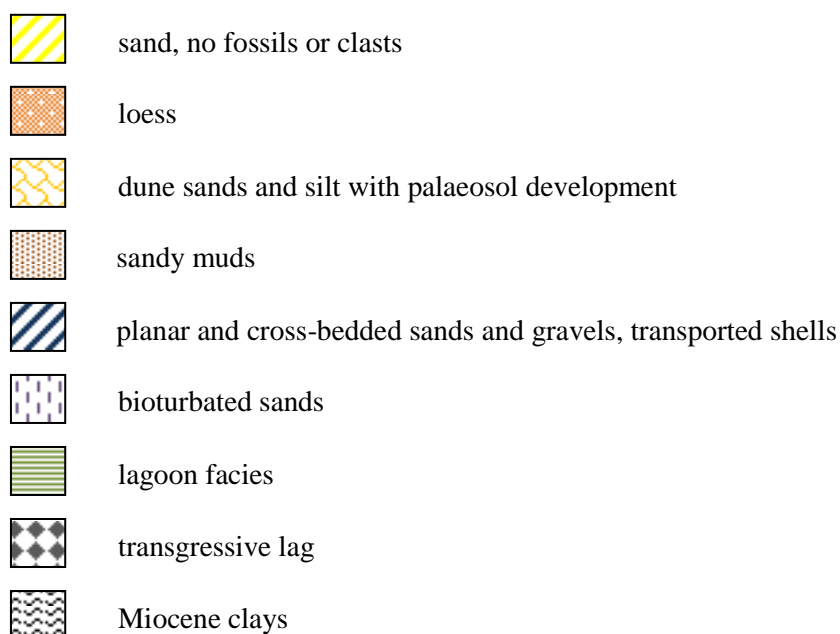 sand, no fossils or clasts
loess
dune sands and silt with palaeosol development
sandy muds
planar and cross-bedded sands and gravels, transported shells
bioturbated sands
lagoon facies
transgressive lag
Miocene clays